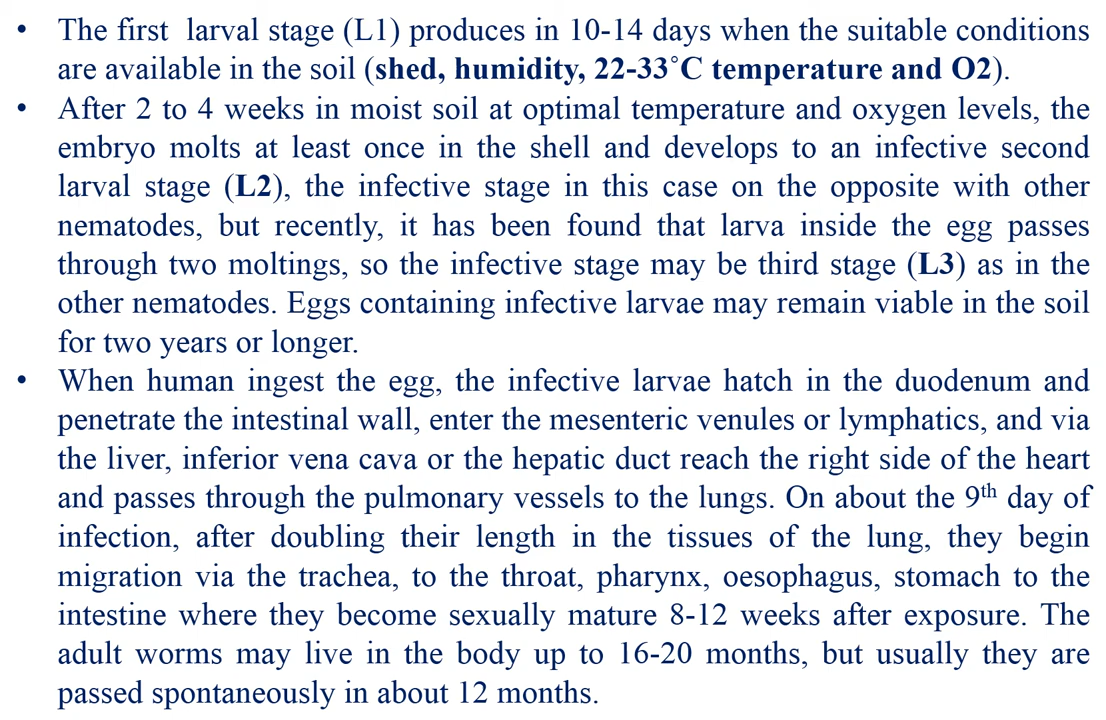 • The first larval stage (L1) produces in 10-14 days when the suitable conditions
are available in the soil (shed, humidity, 22-33˚C temperature and O2).
• After 2 to 4 weeks in moist soil at optimal temperature and oxygen levels, the
embryo molts at least once in the shell and develops to an infective second
larval stage (L2), the infective stage in this case on the opposite with other
nematodes, but recently, it has been found that larva inside the egg passes
through two moltings, so the infective stage may be third stage (L3) as in the
other nematodes. Eggs containing infective larvae may remain viable in the soil
for two years or longer.
• When human ingest the egg, the infective larvae hatch in the duodenum and
penetrate the intestinal wall, enter the mesenteric venules or lymphatics, and via
the liver, inferior vena cava or the hepatic duct reach the right side of the heart
and passes through the pulmonary vessels to the lungs. On about the 9th day of
infection, after doubling their length in the tissues of the lung, they begin
migration via the trachea, to the throat, pharynx, oesophagus, stomach to the
intestine where they become sexually mature 8-12 weeks after exposure. The
adult worms may live in the body up to 16-20 months, but usually they are
passed spontaneously in about 12 months.